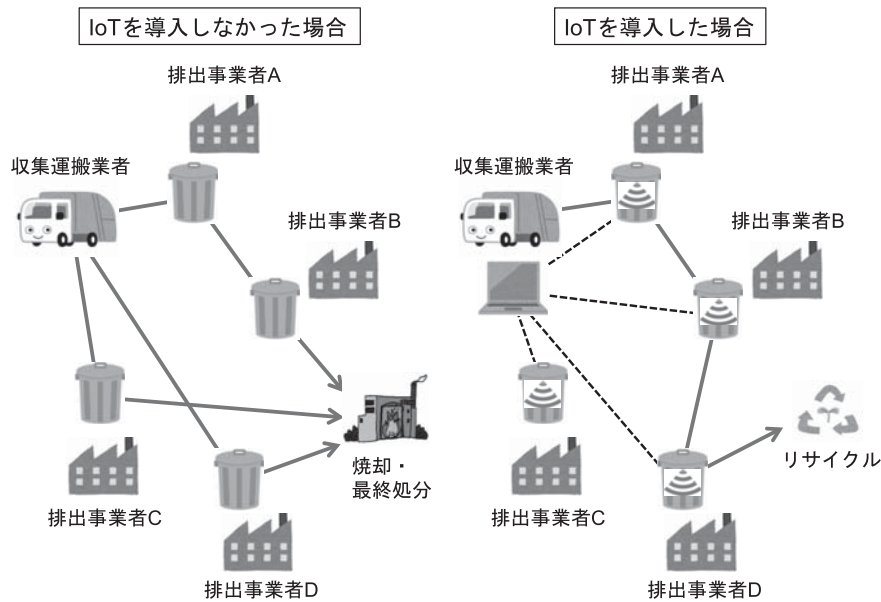 IoTを導入しなかった場合
排出事業者A
収集運搬業者
排出事業者B
焼却・
最終処分
排出事業者C
排出事業者D
IoTを導入した場合
排出事業者A
収集運搬業者
排出事業者B
リサイクル
排出事業者C
排出事業者D